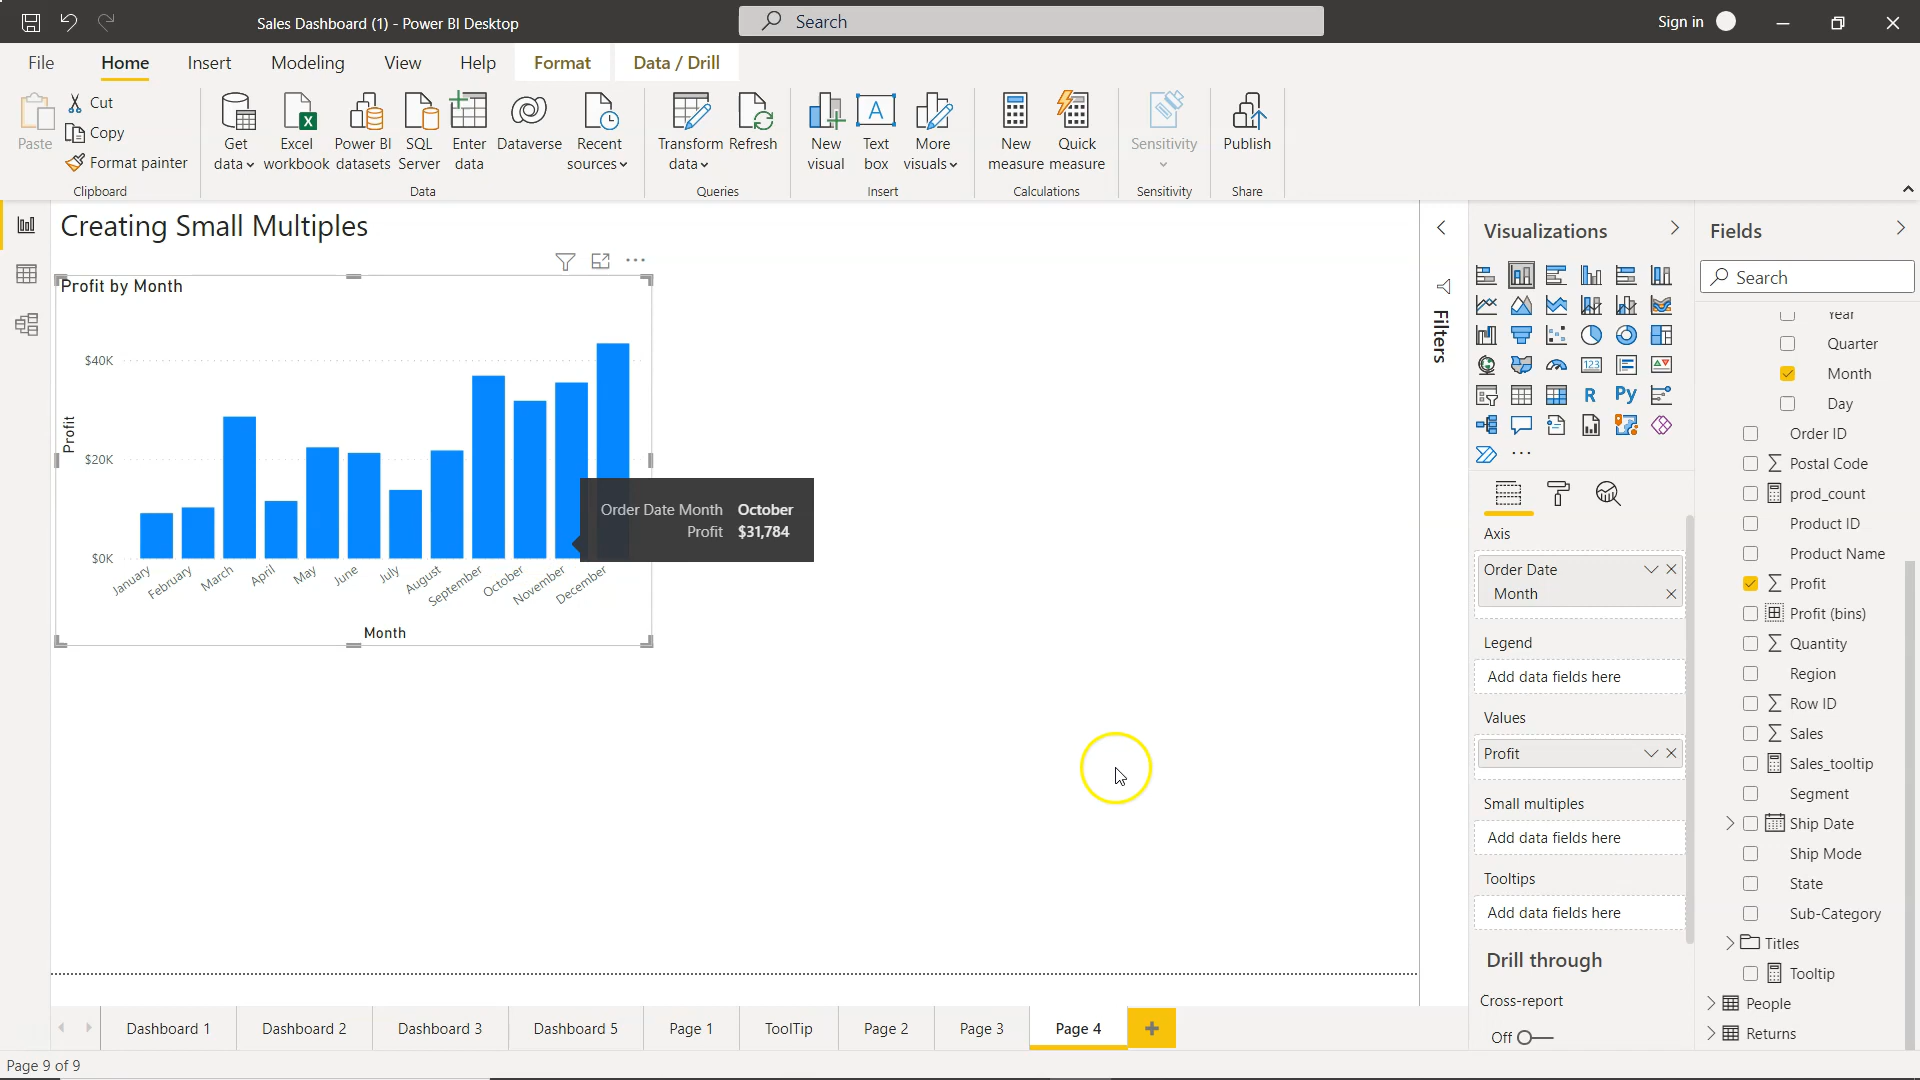 Sales Dashboard (1) - Power BI Desktop
Search
Sign in
File
Home
Insert
Modeling
View
Help
Format
Data / Drill
Paste
Cut
Copy
Format painter
Clipboard
Get data
Excel workbook
Power BI datasets
SQL Server
Enter data
Dataverse
Recent sources
Data
Transform data
Refresh
Queries
New visual
Text box
More visuals
Insert
New measure
Quick measure
Calculations
Sensitivity
Sensitivity
Publish
Share
Creating Small Multiples
Profit by Month
$40K
$20K
$0K
Profit
January
February
March
April
May
June
July
August
September
October
November
December
Month
Order Date Month October
Profit $31,784
Filters
Visualizations
123
R
Py
Axis
Order Date
Month
Legend
Add data fields here
Values
Profit
Small multiples
Add data fields here
Tooltips
Add data fields here
Drill through
Cross-report
Off
Fields
Search
Year
Quarter
Month
Day
Order ID
Postal Code
prod_count
Product ID
Product Name
Profit
Profit (bins)
Quantity
Region
Row ID
Sales
Sales_tooltip
Segment
Ship Date
Ship Mode
State
Sub-Category
Titles
Tooltip
People
Returns
Dashboard 1
Dashboard 2
Dashboard 3
Dashboard 5
Page 1
ToolTip
Page 2
Page 3
Page 4
Page 9 of 9